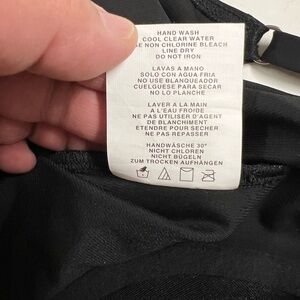 HAND WASH
COOL CLEAR WATER
SE NON CHLORINE BLEACH
LINE DRY
DO NOT IRON
LAVAS A MANO
SOLO CON AGUA FRIA
NO USE BLANQUEADOR
CUELGUESE PARA SECAR
NO LO PLANCHE
LAVER A LA MAIN
A L'EAU FROIDE
NE PAS UTILISER D'AGENT
DE BLANCHIMENT
ETENDRE POUR SECHER
NE PAS REPASSER
HANDWÄSCHE 30°
NICHT CHLOREN
NICHT BÜGELN
ZUM TROCKEN AUFHÄNGEN